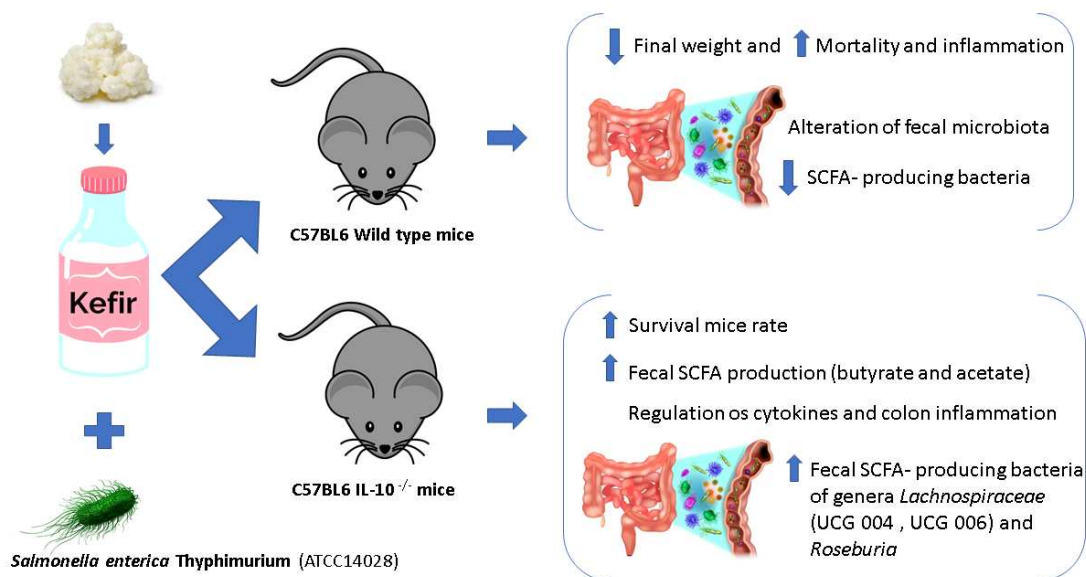 Final weight and
Mortality and inflammation
Alteration of fecal microbiota
SCFA- producing bacteria
C57BL6 Wild type mice
Kefir
Survival mice rate
Fecal SCFA production (butyrate and acetate)
Regulation os cytokines and colon inflammation
Fecal SCFA- producing bacteria
of genera Lachnospiraceae
(UCG 004 , UCG 006) and
Roseburia
C57BL6 IL-10 -/- mice
Salmonella enterica Thyphimurium (ATCC14028)